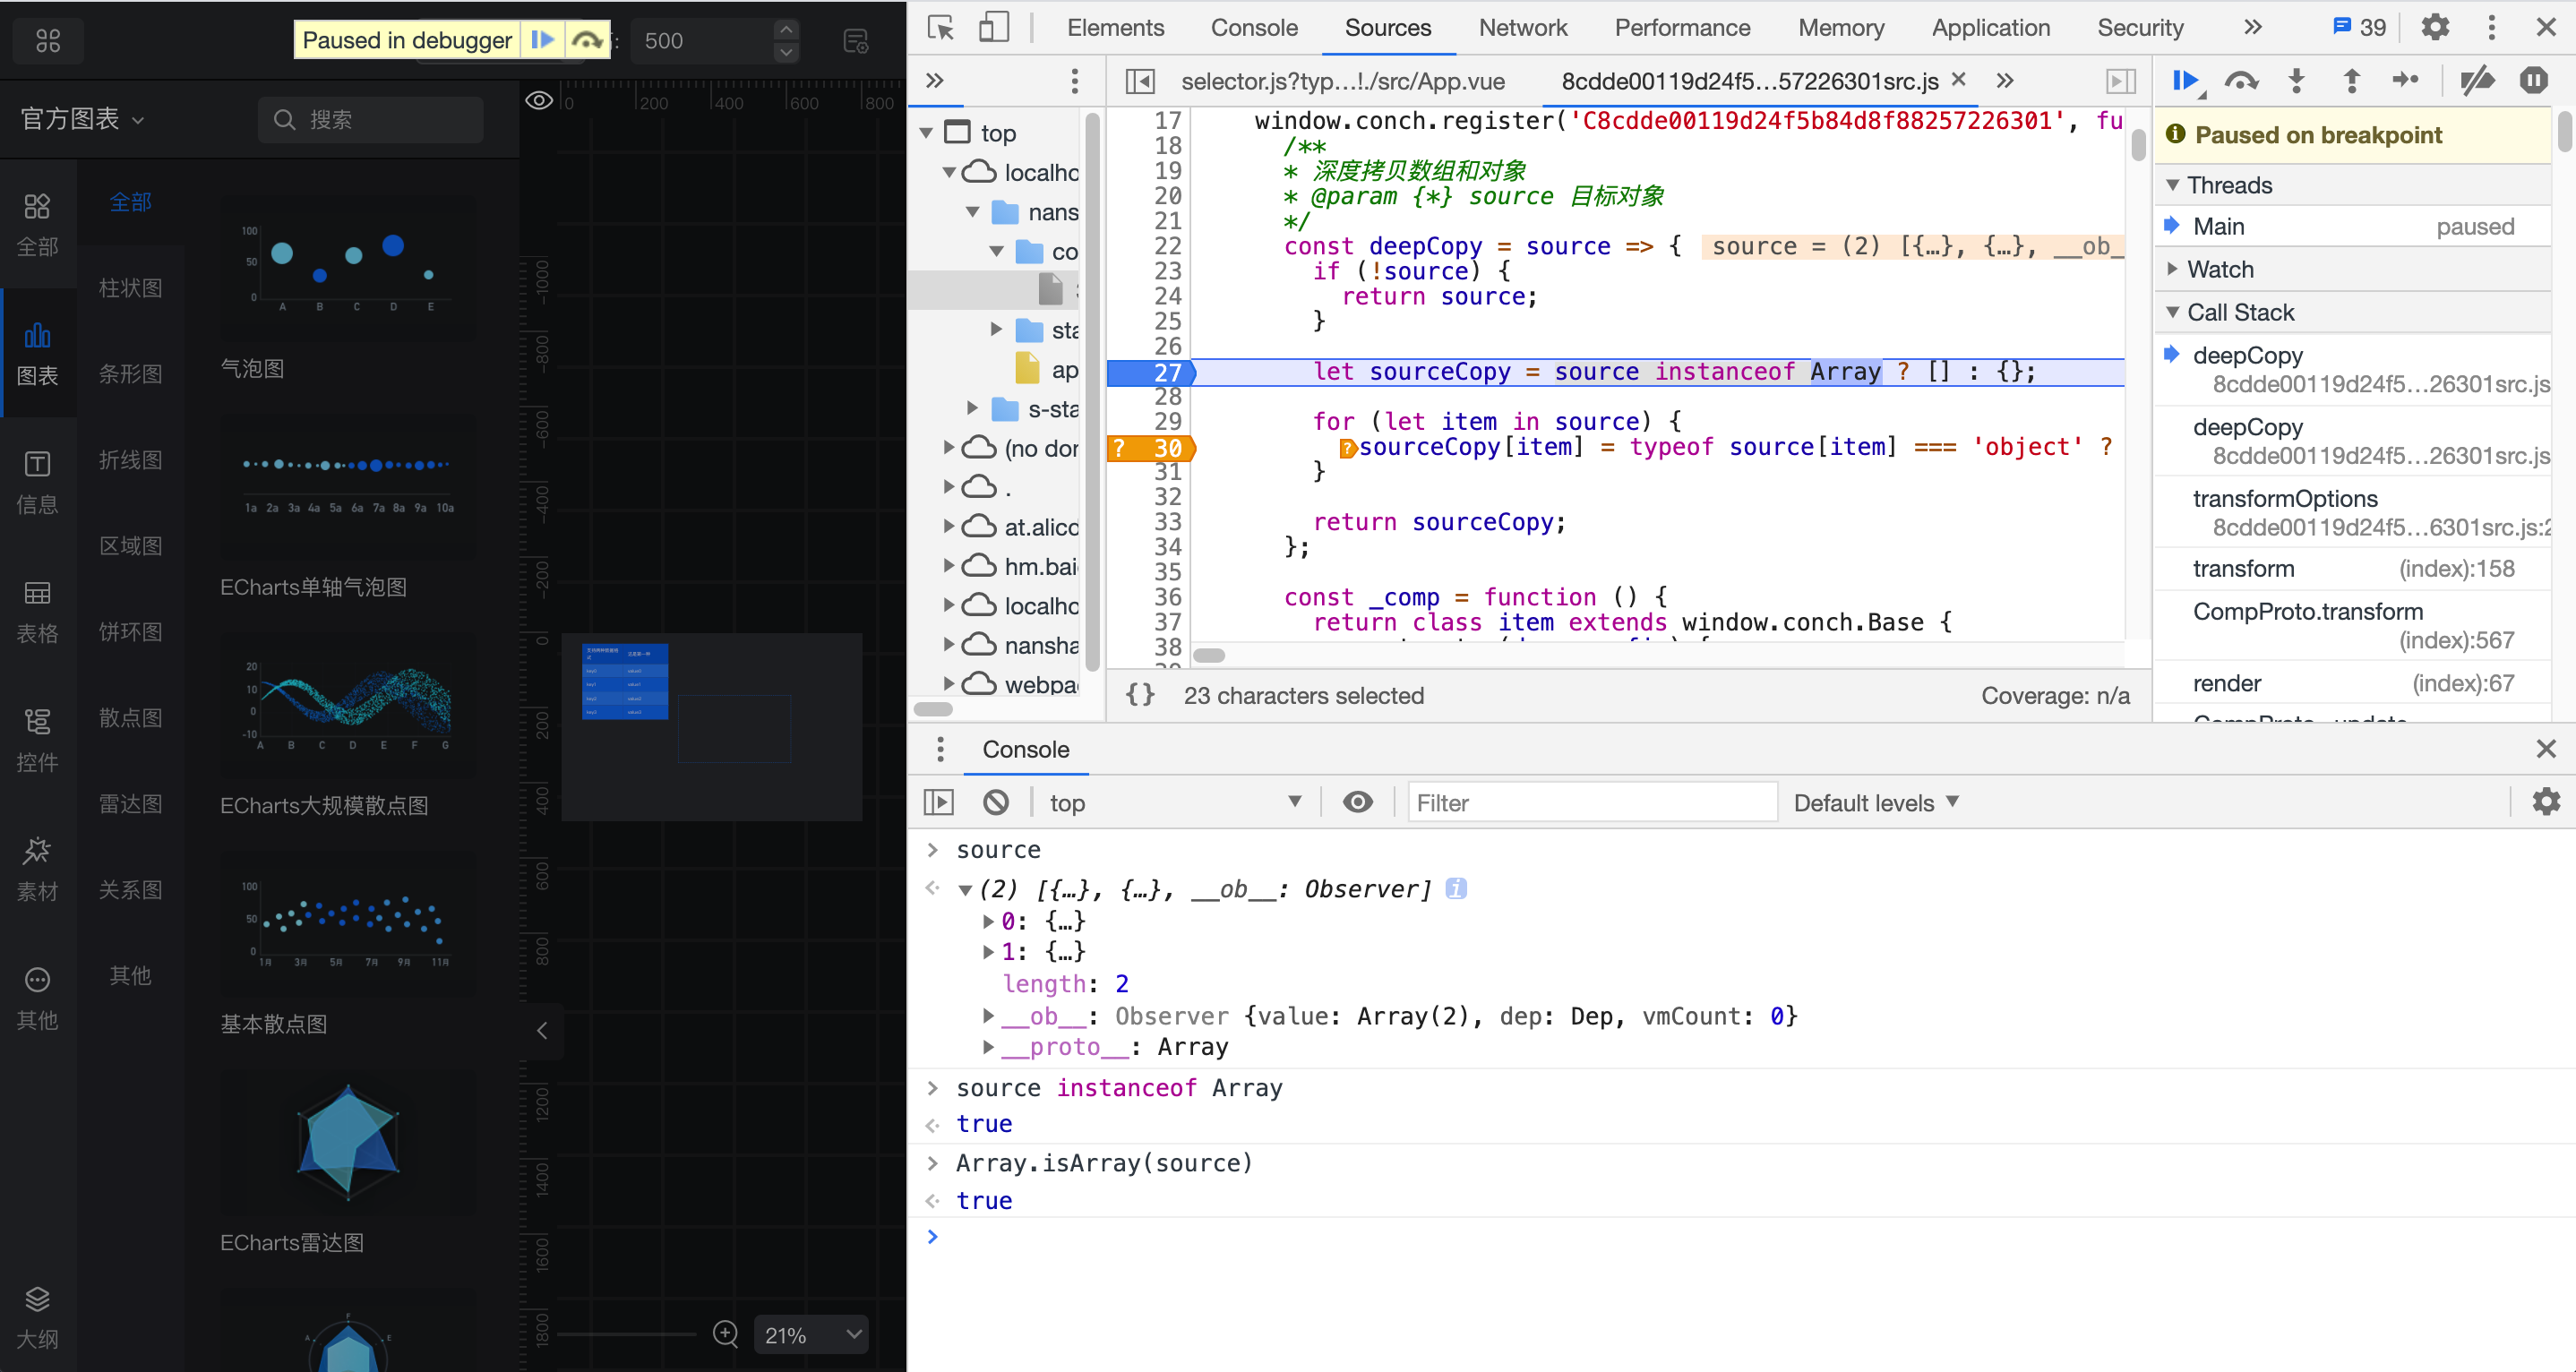 Paused in debugger
:
500
官方图表
搜索
0 200 400 600 800
全部
图表
信息
表格
控件
素材
其他
大纲
全部
柱状图
条形图
折线图
区域图
饼环图
散点图
雷达图
关系图
其他
100
50
0
A B C D E
气泡图
1a 2a 3a 4a 5a 6a 7a 8a 9a 10a
ECharts单轴气泡图
20
10
0
-10
A B C D E F G
ECharts大规模散点图
100
50
0
1月 3月 5月 7月 9月 11月
基本散点图
ECharts雷达图
A F E
-1000
-800
-600
-400
-200
0
200
400
600
800
1200
1400
1600
1800
21%
Elements Console Sources Network Performance Memory Application Security
39
selector.js?typ…!./src/App.vue
8cdde00119d24f5…57226301src.js
top
localho
nans
co
sta
ap
s-sta
(no dor
.
at.alico
hm.bai
localho
nansha
webpa
17 window.conch.register('C8cdde00119d24f5b84d8f88257226301', fu
18 /**
19 * 深度拷贝数组和对象
20 * @param {*} source 目标对象
21 */
22 const deepCopy = source => { source = (2) [{…}, {…}, __ob_
23 if (!source) {
24 return source;
25 }
26
27 let sourceCopy = source instanceof Array ? [] : {};
28
29 for (let item in source) {
? 30 ?sourceCopy[item] = typeof source[item] === 'object' ?
31 }
32
33 return sourceCopy;
34 };
35
36 const _comp = function () {
37 return class item extends window.conch.Base {
38
{} 23 characters selected
Coverage: n/a
Paused on breakpoint
Threads
Main paused
Watch
Call Stack
deepCopy
8cdde00119d24f5…26301src.js
deepCopy
8cdde00119d24f5…26301src.js
transformOptions
8cdde00119d24f5…6301src.js:2
transform (index):158
CompProto.transform
(index):567
render (index):67
Console
top
Filter
Default levels
source
(2) [{…}, {…}, __ob__: Observer]
0: {…}
1: {…}
length: 2
__ob__: Observer {value: Array(2), dep: Dep, vmCount: 0}
__proto__: Array
source instanceof Array
true
Array.isArray(source)
true